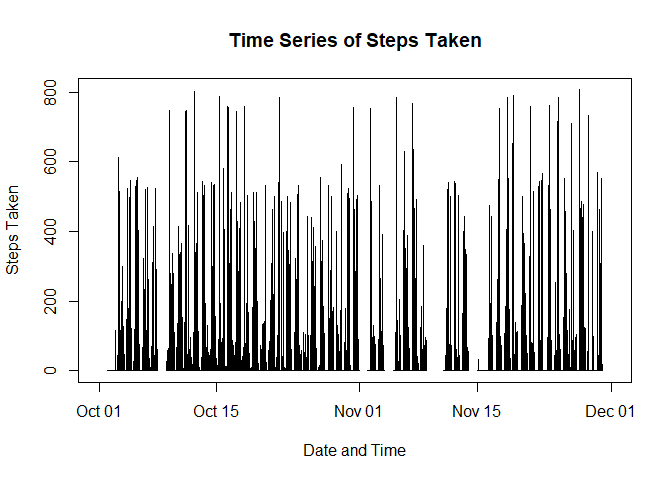 Time Series of Steps Taken
Steps Taken
800
600
400
200
0
Oct 01 Oct 15 Nov 01 Nov 15 Dec 01
Date and Time